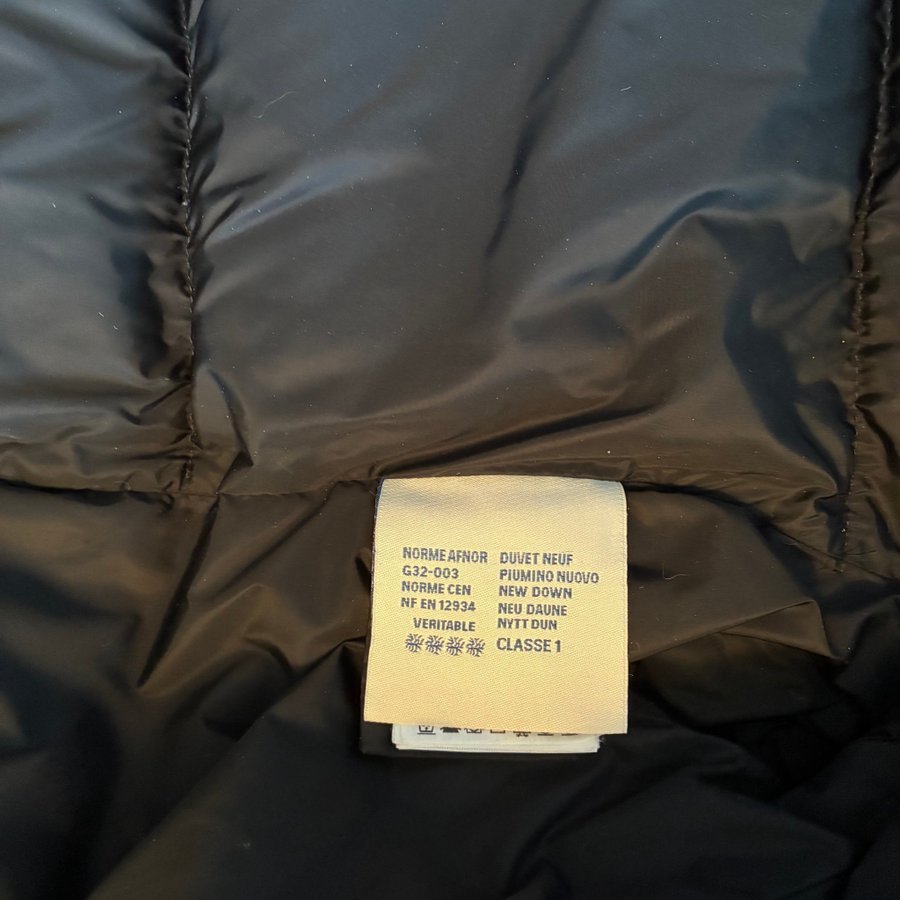 NORME AFNOR
G32-003
NORME CEN
NF EN 12934
VERITABLE
DUVET NEUF
PIUMINO NUOVO
NEW DOWN
NEU DAUNE
NYTT DUN
CLASSE 1